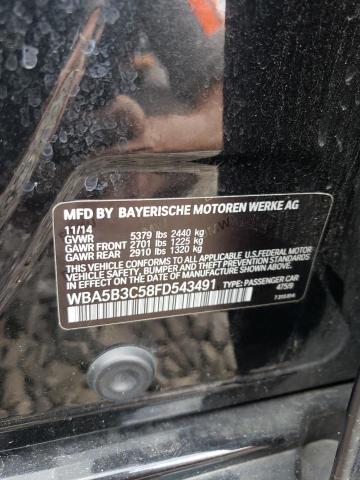 MFD BY BAYERISCHE MOTOREN WERKE AG
11/14
GVWR 5379 lbs 2440 kg
GAWR FRONT 2701 lbs 1225 kg
GAWR REAR 2910 lbs 1320 kg
THIS VEHICLE CONFORMS TO ALL APPLICABLE U.S. FEDERAL MOTOR
VEHICLE SAFETY, BUMPER, AND THEFT PREVENTION STANDARDS
IN EFFECT ON THE DATE OF MANUFACTURE SHOWN ABOVE.
WBA5B3C58FD543491 TYPE: PASSENGER CAR
475/9